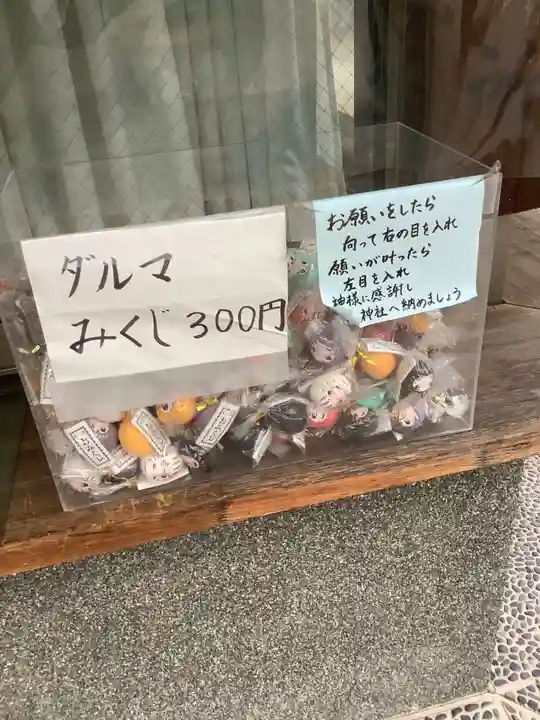 ダルマ
みくじ 300円
お願いをしたら
向って右の目を入れ
願いが叶ったら
左目を入れ
神様に感謝し
神社へ納めましょう